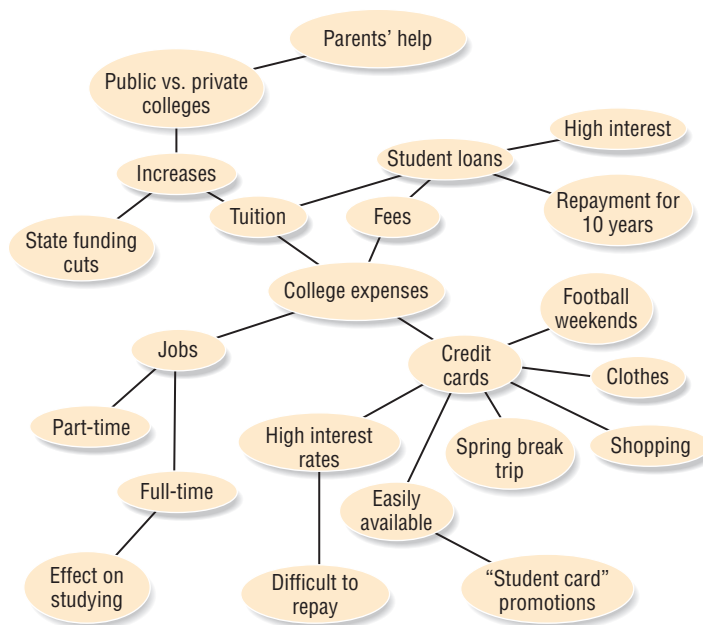 Parents’ help
Public vs. private
colleges
High interest
Student loans
Increases
Repayment for
10 years
Tuition
Fees
State funding
cuts
College expenses
Football
weekends
Jobs
Credit
cards
Clothes
Part-time
High interest
rates
Spring break
trip
Shopping
Full-time
Easily
available
Effect on
studying
Difficult to
repay
“Student card”
promotions